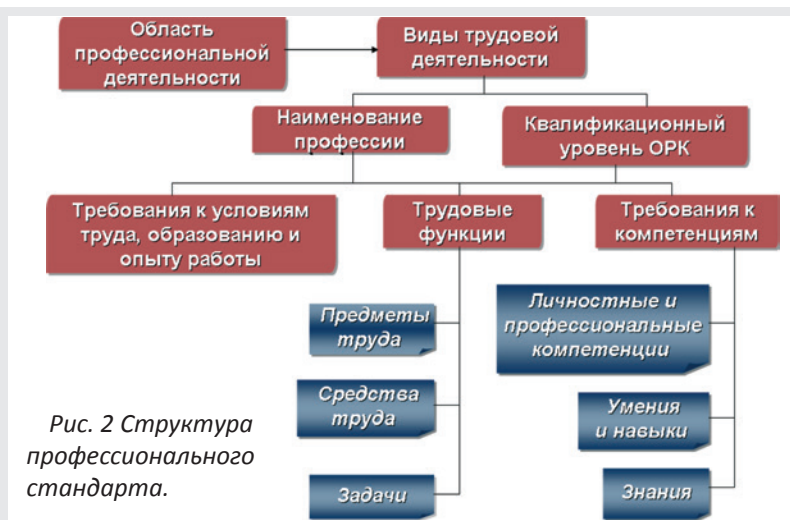 Область
профессиональной
деятельности
Виды трудовой
деятельности
Наименование
профессии
Квалификационный
уровень ОРК
Требования к условиям
труда, образованию и
опыту работы
Трудовые
функции
Требования к
компетенциям
Предметы
труда
Средства
труда
Задачи
Личностные и
профессиональные
компетенции
Умения
и навыки
Знания
Рис. 2 Структура
профессионального
стандарта.